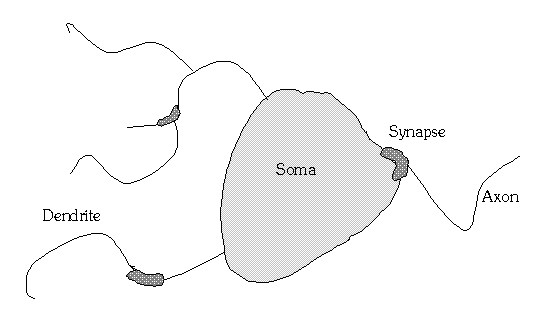 Synapse
Soma
Axon
Dendrite